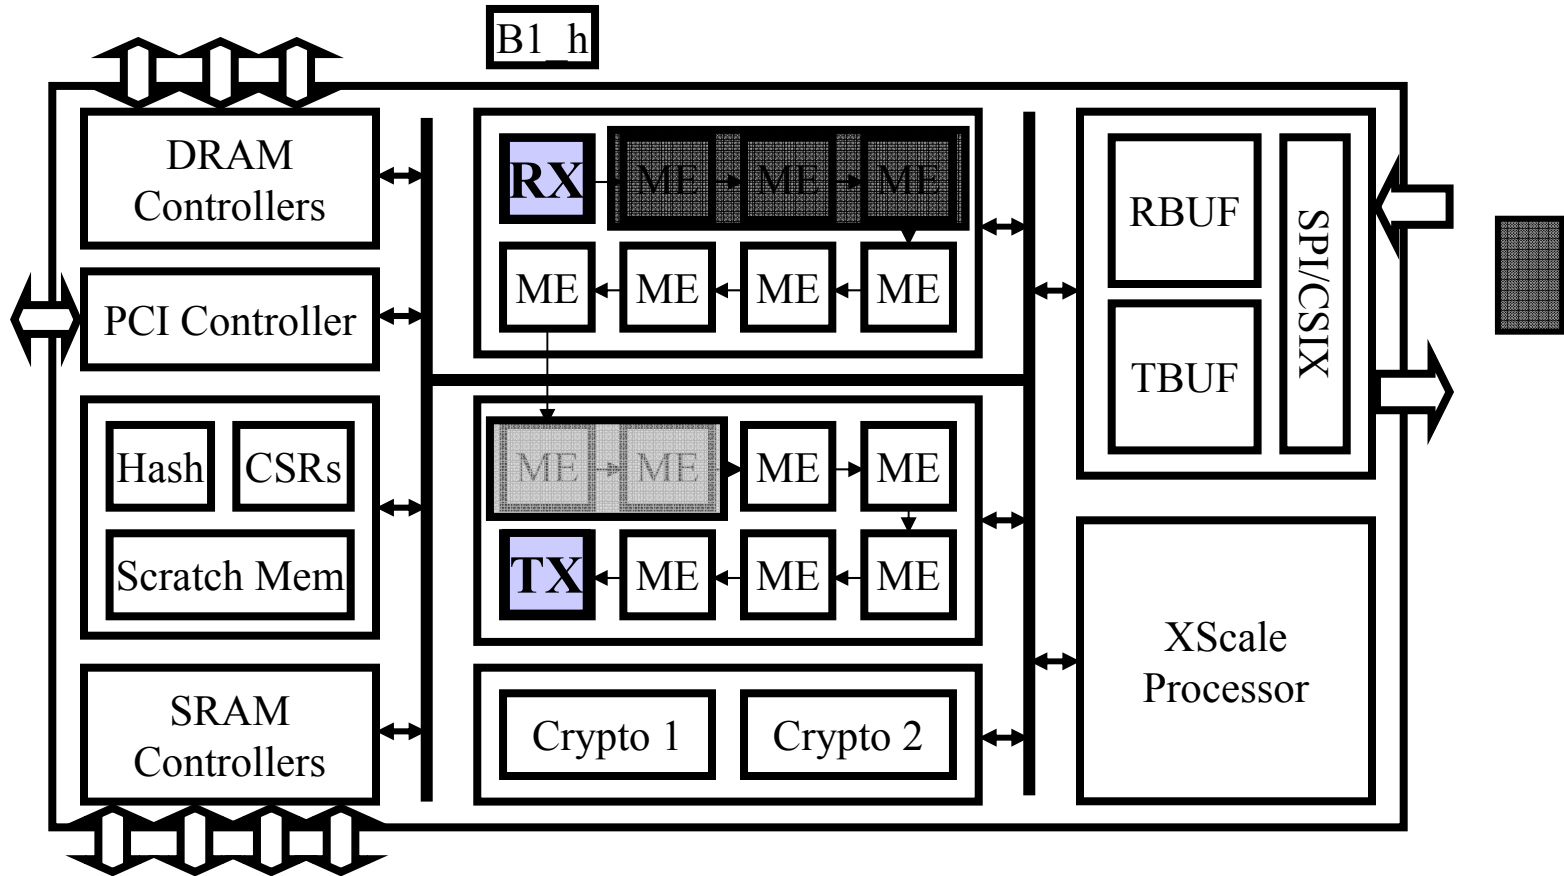 B1_h
DRAM
Controllers
PCI Controller
Hash
CSRs
Scratch Mem
SRAM
Controllers
RX
ME
ME
ME
ME
ME
ME
ME
ME
ME
ME
ME
TX
ME
ME
ME
Crypto 1
Crypto 2
RBUF
TBUF
SPI/CSIX
XScale
Processor